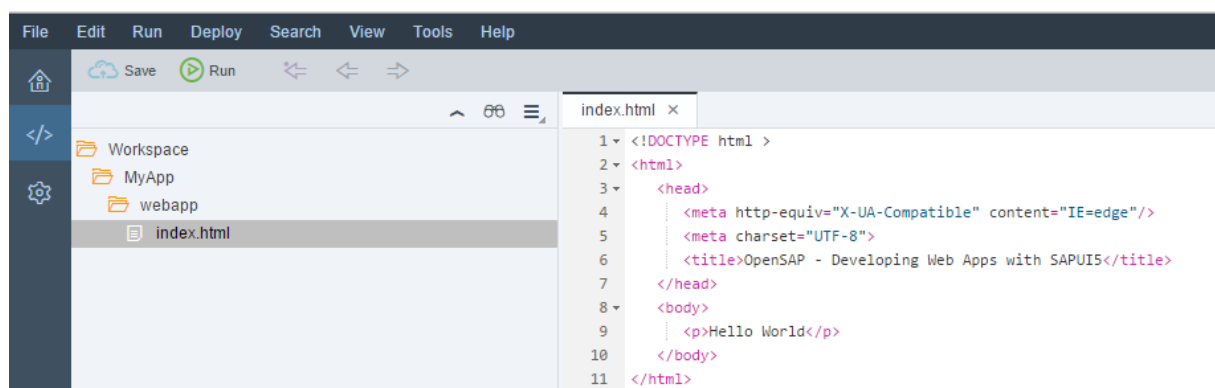 File Edit Run Deploy Search View Tools Help
Save Run
index.html ×
</>
Workspace
MyApp
webapp
index.html
1 <!DOCTYPE html >
2 <html>
3 <head>
4 <meta http-equiv="X-UA-Compatible" content="IE=edge"/>
5 <meta charset="UTF-8">
6 <title>OpenSAP - Developing Web Apps with SAPUI5</title>
7 </head>
8 <body>
9 <p>Hello World</p>
10 </body>
11 </html>